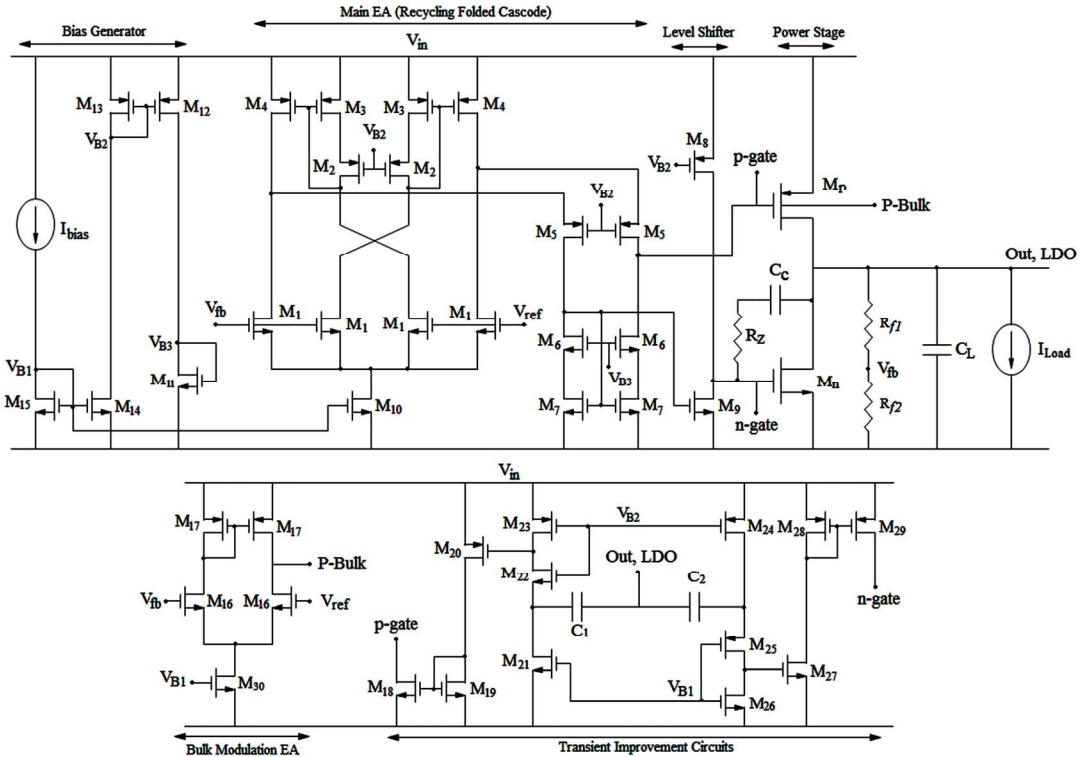 Main EA (Recycling Folded Cascode)
Bias Generator
Level Shifter
Power Stage
Vin
M13
M12
M4
M3
M3
M4
VB2
VB2
M2
M2
M8
VB2
p-gate
Mp
P-Bulk
Ibias
VB2
M5
M5
Out, LDO
Cc
Vfb
M1
M1
M1
M1
Vref
RZ
Rf1
VB3
M6
M6
CL
ILoad
VB1
M11
VB3
Vfb
Mn
M15
M14
M10
M7
M7
M9
Rf2
n-gate
Vin
M17
M17
M23
VB2
M24
M28
M29
M20
P-Bulk
M22
Out, LDO
C2
Vfb
M16
M16
Vref
n-gate
p-gate
C1
M21
M25
VB1
M30
M18
M19
VB1
M27
M26
Bulk Modulation EA
Transient Improvement Circuits